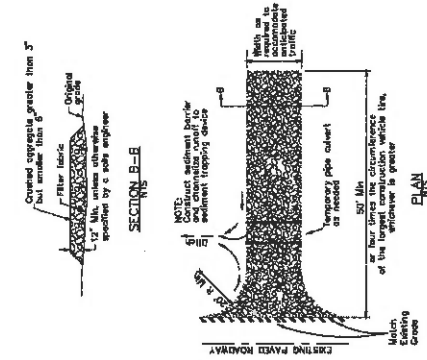 Crushed aggregate greater than 3"
but smaller than 6"
Filter fabric
Original
grade
12" Min, unless otherwise
specified by a soils engineer
SECTION B-B
NTS
NOTE:
Construct sediment barrier
and channelize runoff to
sediment trapping device
Width as
required to
accomodate
anticipated
traffic
B
B
Temporary pipe culvert
as needed
20' R Min
50' Min
or four times the circumference
of the largest construction vehicle tire,
whichever is greater
EXISTING PAVED ROADWAY
Match
Existing
Grade
PLAN
NTS